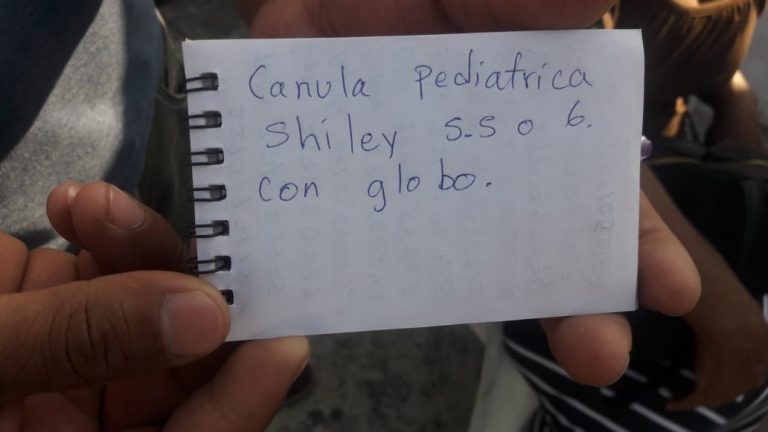 Canula Pediatrica
Shiley 5.5 o 6.
con globo.